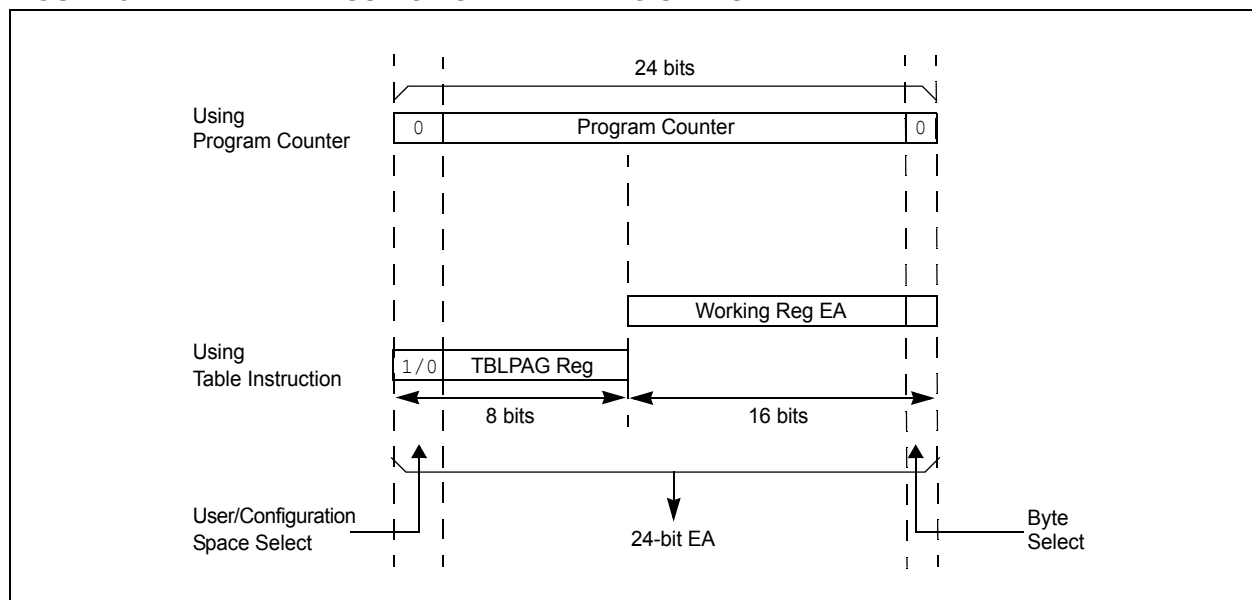 24 bits
Using
Program Counter
0
Program Counter
0
Working Reg EA
Using
Table Instruction
1/0
TBLPAG Reg
8 bits
16 bits
User/Configuration
Space Select
24-bit EA
Byte
Select